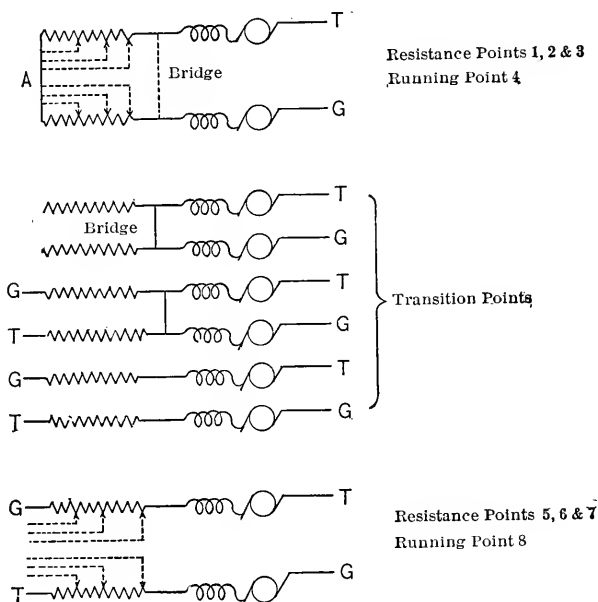 T
Resistance Points 1, 2 & 3
A
Bridge
Running Point 4
G
T
Bridge
G
G
T
Transition Points
T
G
G
T
T
G
G
T
Resistance Points 5, 6 & 7
Running Point 8
T
G